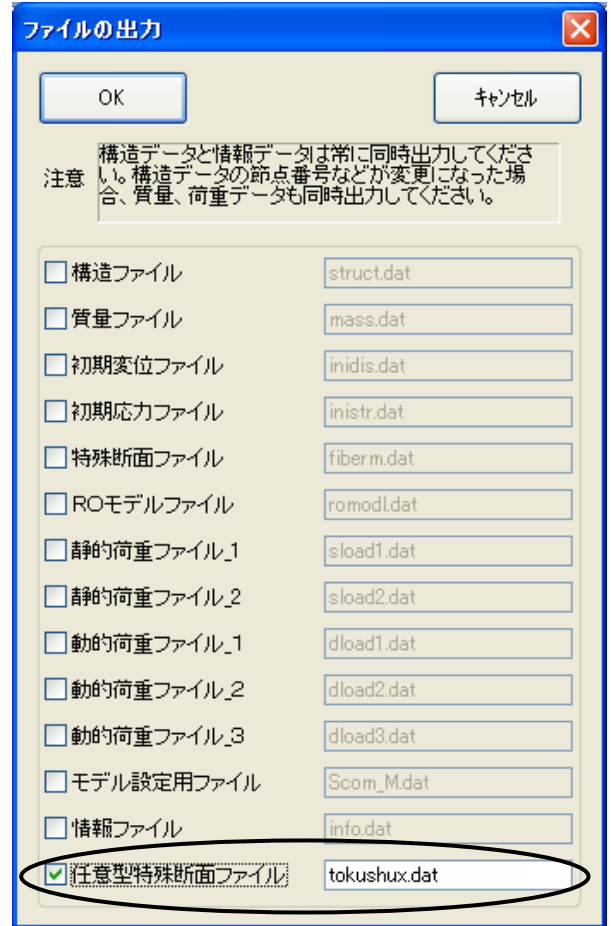 ファイルの出力
OK
キャンセル
注意
構造データと情報データは常に同時出力してくださ
い。構造データの節点番号などが変更になった場
合、質量、荷重データも同時出力してください。
構造ファイル struct.dat
質量ファイル mass.dat
初期変位ファイル inidis.dat
初期応力ファイル inistr.dat
特殊断面ファイル fiberm.dat
ROモデルファイル romodl.dat
静的荷重ファイル_1 sload1.dat
静的荷重ファイル_2 sload2.dat
動的荷重ファイル_1 dload1.dat
動的荷重ファイル_2 dload2.dat
動的荷重ファイル_3 dload3.dat
モデル設定用ファイル Scom_M.dat
情報ファイル info.dat
任意型特殊断面ファイル tokushux.dat